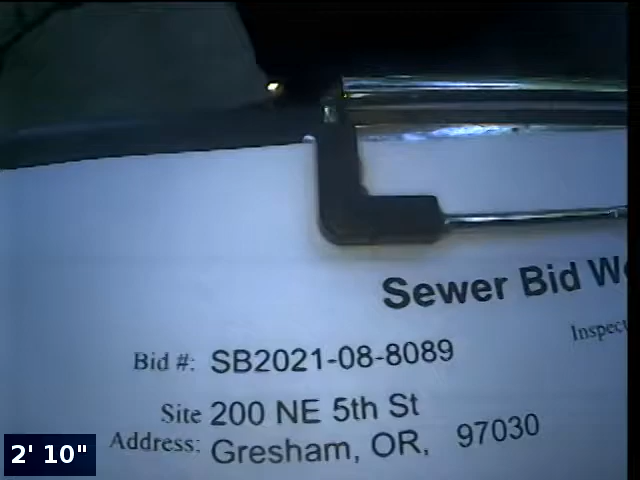 Sewer Bid
Bid #: SB2021-08-8089
Site 200 NE 5th St
Address: Gresham, OR, 97030
2' 10"